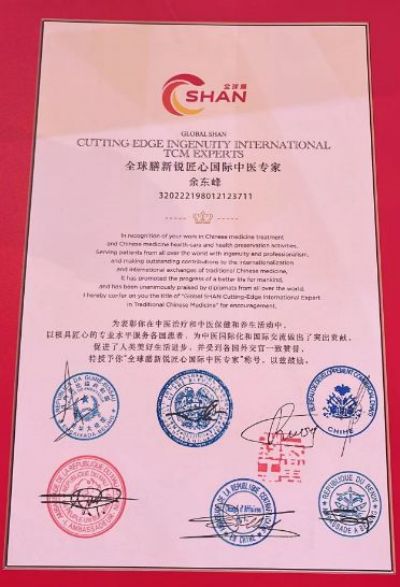 全球膳
SHAN
GLOBAL SHAN
CUTTING EDGE INGENUITY INTERNATIONAL
TCM EXPERTS
全球膳新锐匠心国际中医专家
余东峰
320222198012123711
In recognition of your work in Chinese medicine treatment
and Chinese medicine health-care and health preservation activities.
Serving patients from all over the world with ingenuity and professionalism,
and making outstanding contributions to the internationalization
and international exchanges of traditional Chinese medicine,
It has promoted the progress of a better life for mankind,
and has been unanimously praised by diplomats from all over the world.
I hereby confer on you the title of "Global SHAN Cutting-Edge International Expert
in Traditional Chinese Medicine" for encouragement.
为表彰你在中医治疗和中医保健和养生活动中,
以极具匠心的专业水平服务各国患者,为中医国际化和国际交流做出了突出贡献,
促进了人类美好生活进步,并受到各国外交官一致赞誉,
特授予你"全球膳新锐匠心国际中医专家"称号,以兹鼓励。
CHINE
REPUBLIQUE DU BENIN
EN CHINE